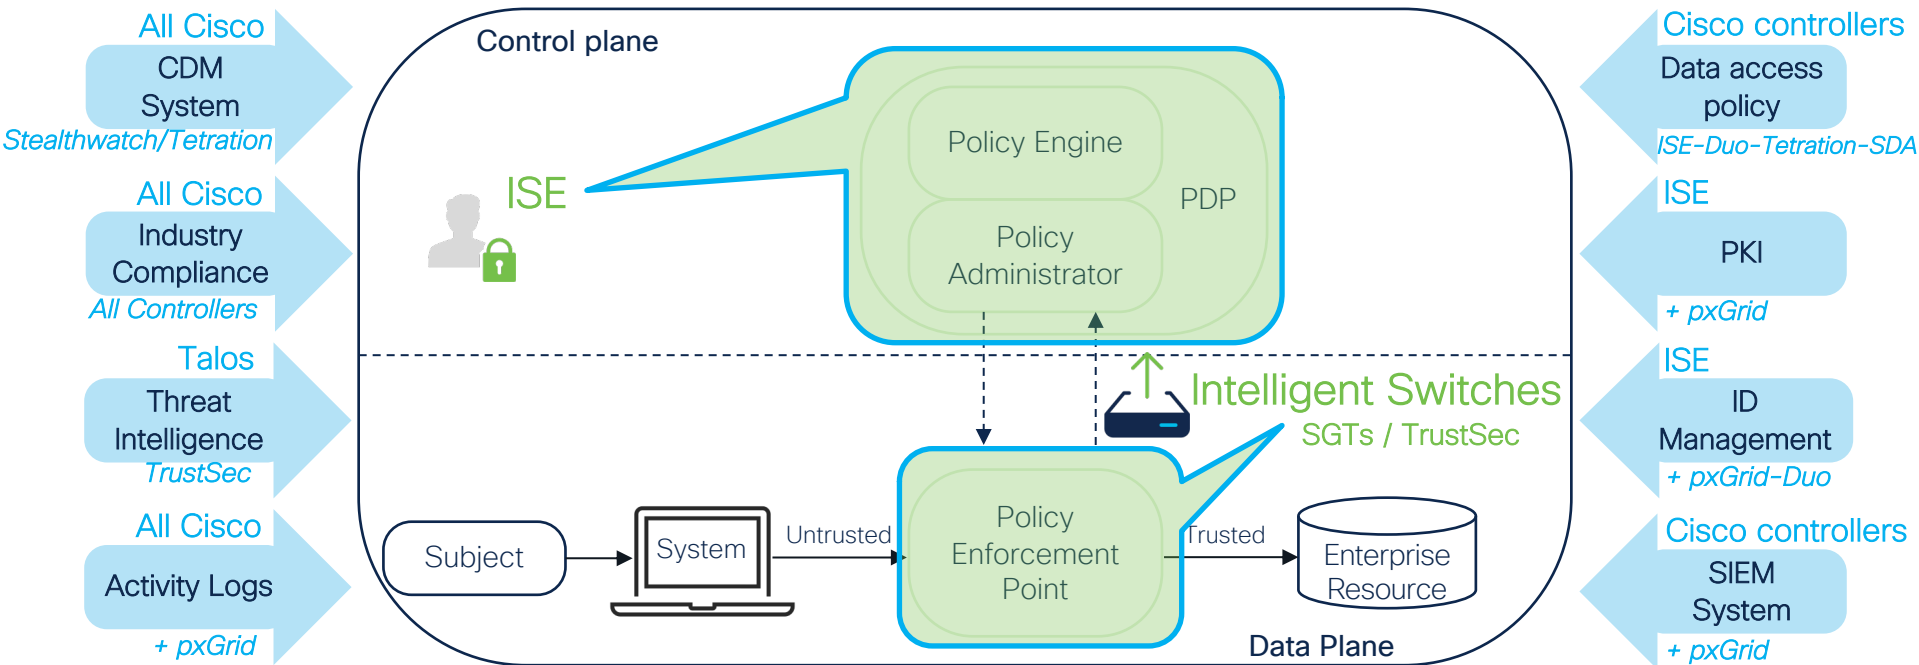 All Cisco
CDM
System
Stealthwatch/Tetration
All Cisco
Industry
Compliance
All Controllers
Talos
Threat
Intelligence
TrustSec
All Cisco
Activity Logs
+ pxGrid
Control plane
ISE
Policy Engine
PDP
Policy
Administrator
Intelligent Switches
SGTs / TrustSec
Subject
System
Untrusted
Policy
Enforcement
Point
Trusted
Enterprise
Resource
Data Plane
Cisco controllers
Data access
policy
ISE-Duo-Tetration-SDA
ISE
PKI
+ pxGrid
ISE
ID
Management
+ pxGrid-Duo
Cisco controllers
SIEM
System
+ pxGrid